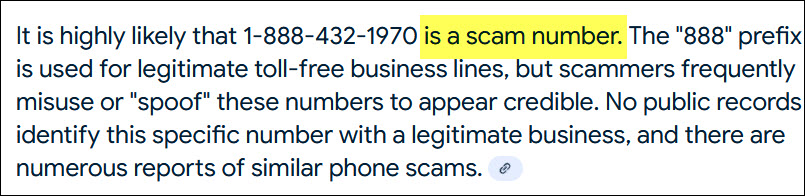 It is highly likely that 1-888-432-1970 is a scam number. The "888" prefix
is used for legitimate toll-free business lines, but scammers frequently
misuse or "spoof" these numbers to appear credible. No public records
identify this specific number with a legitimate business, and there are
numerous reports of similar phone scams.